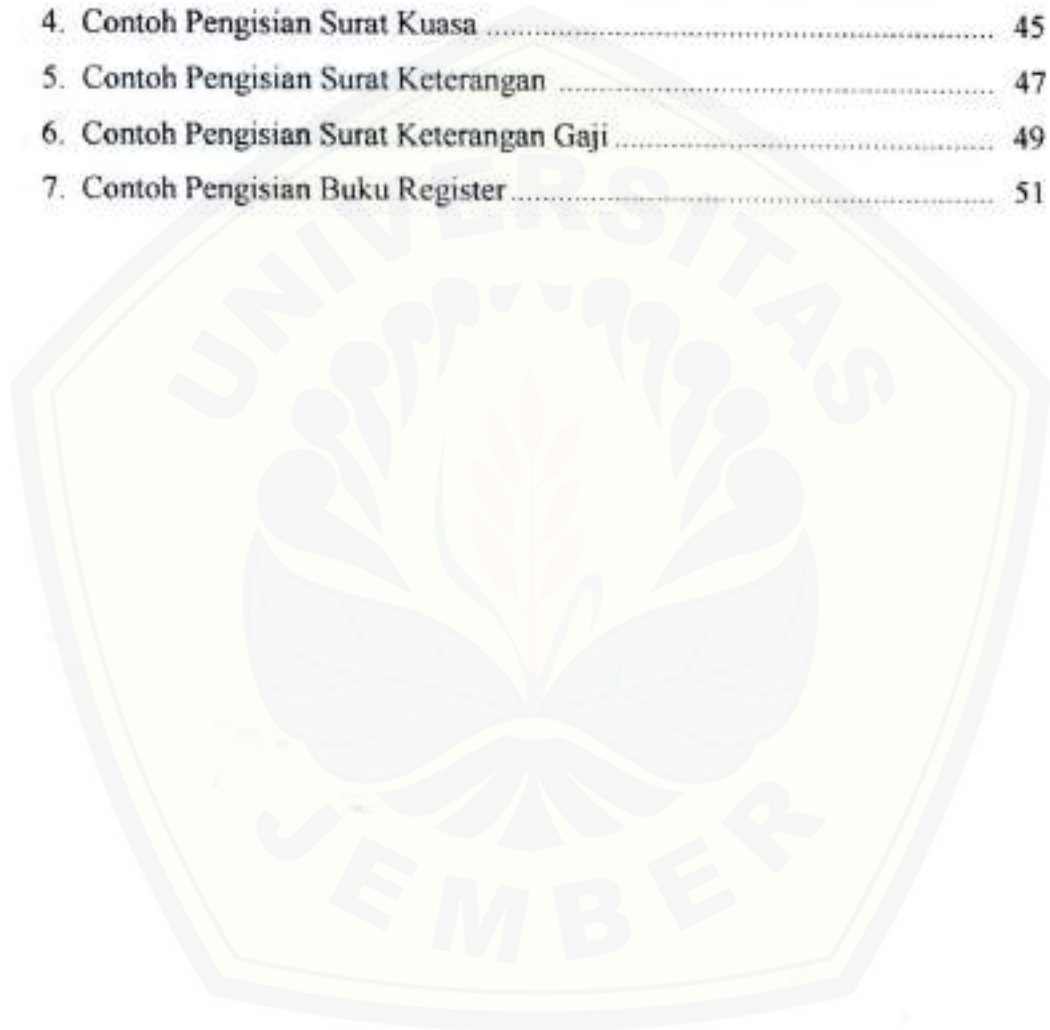 4. Contoh Pengisian Surat Kuasa ........................................................ 45
5. Contoh Pengisian Surat Keterangan ................................................ 47
6. Contoh Pengisian Surat Keterangan Gaji .......................................... 49
7. Contoh Pengisian Buku Register ..................................................... 51
UNIVERSITAS
JEMBER